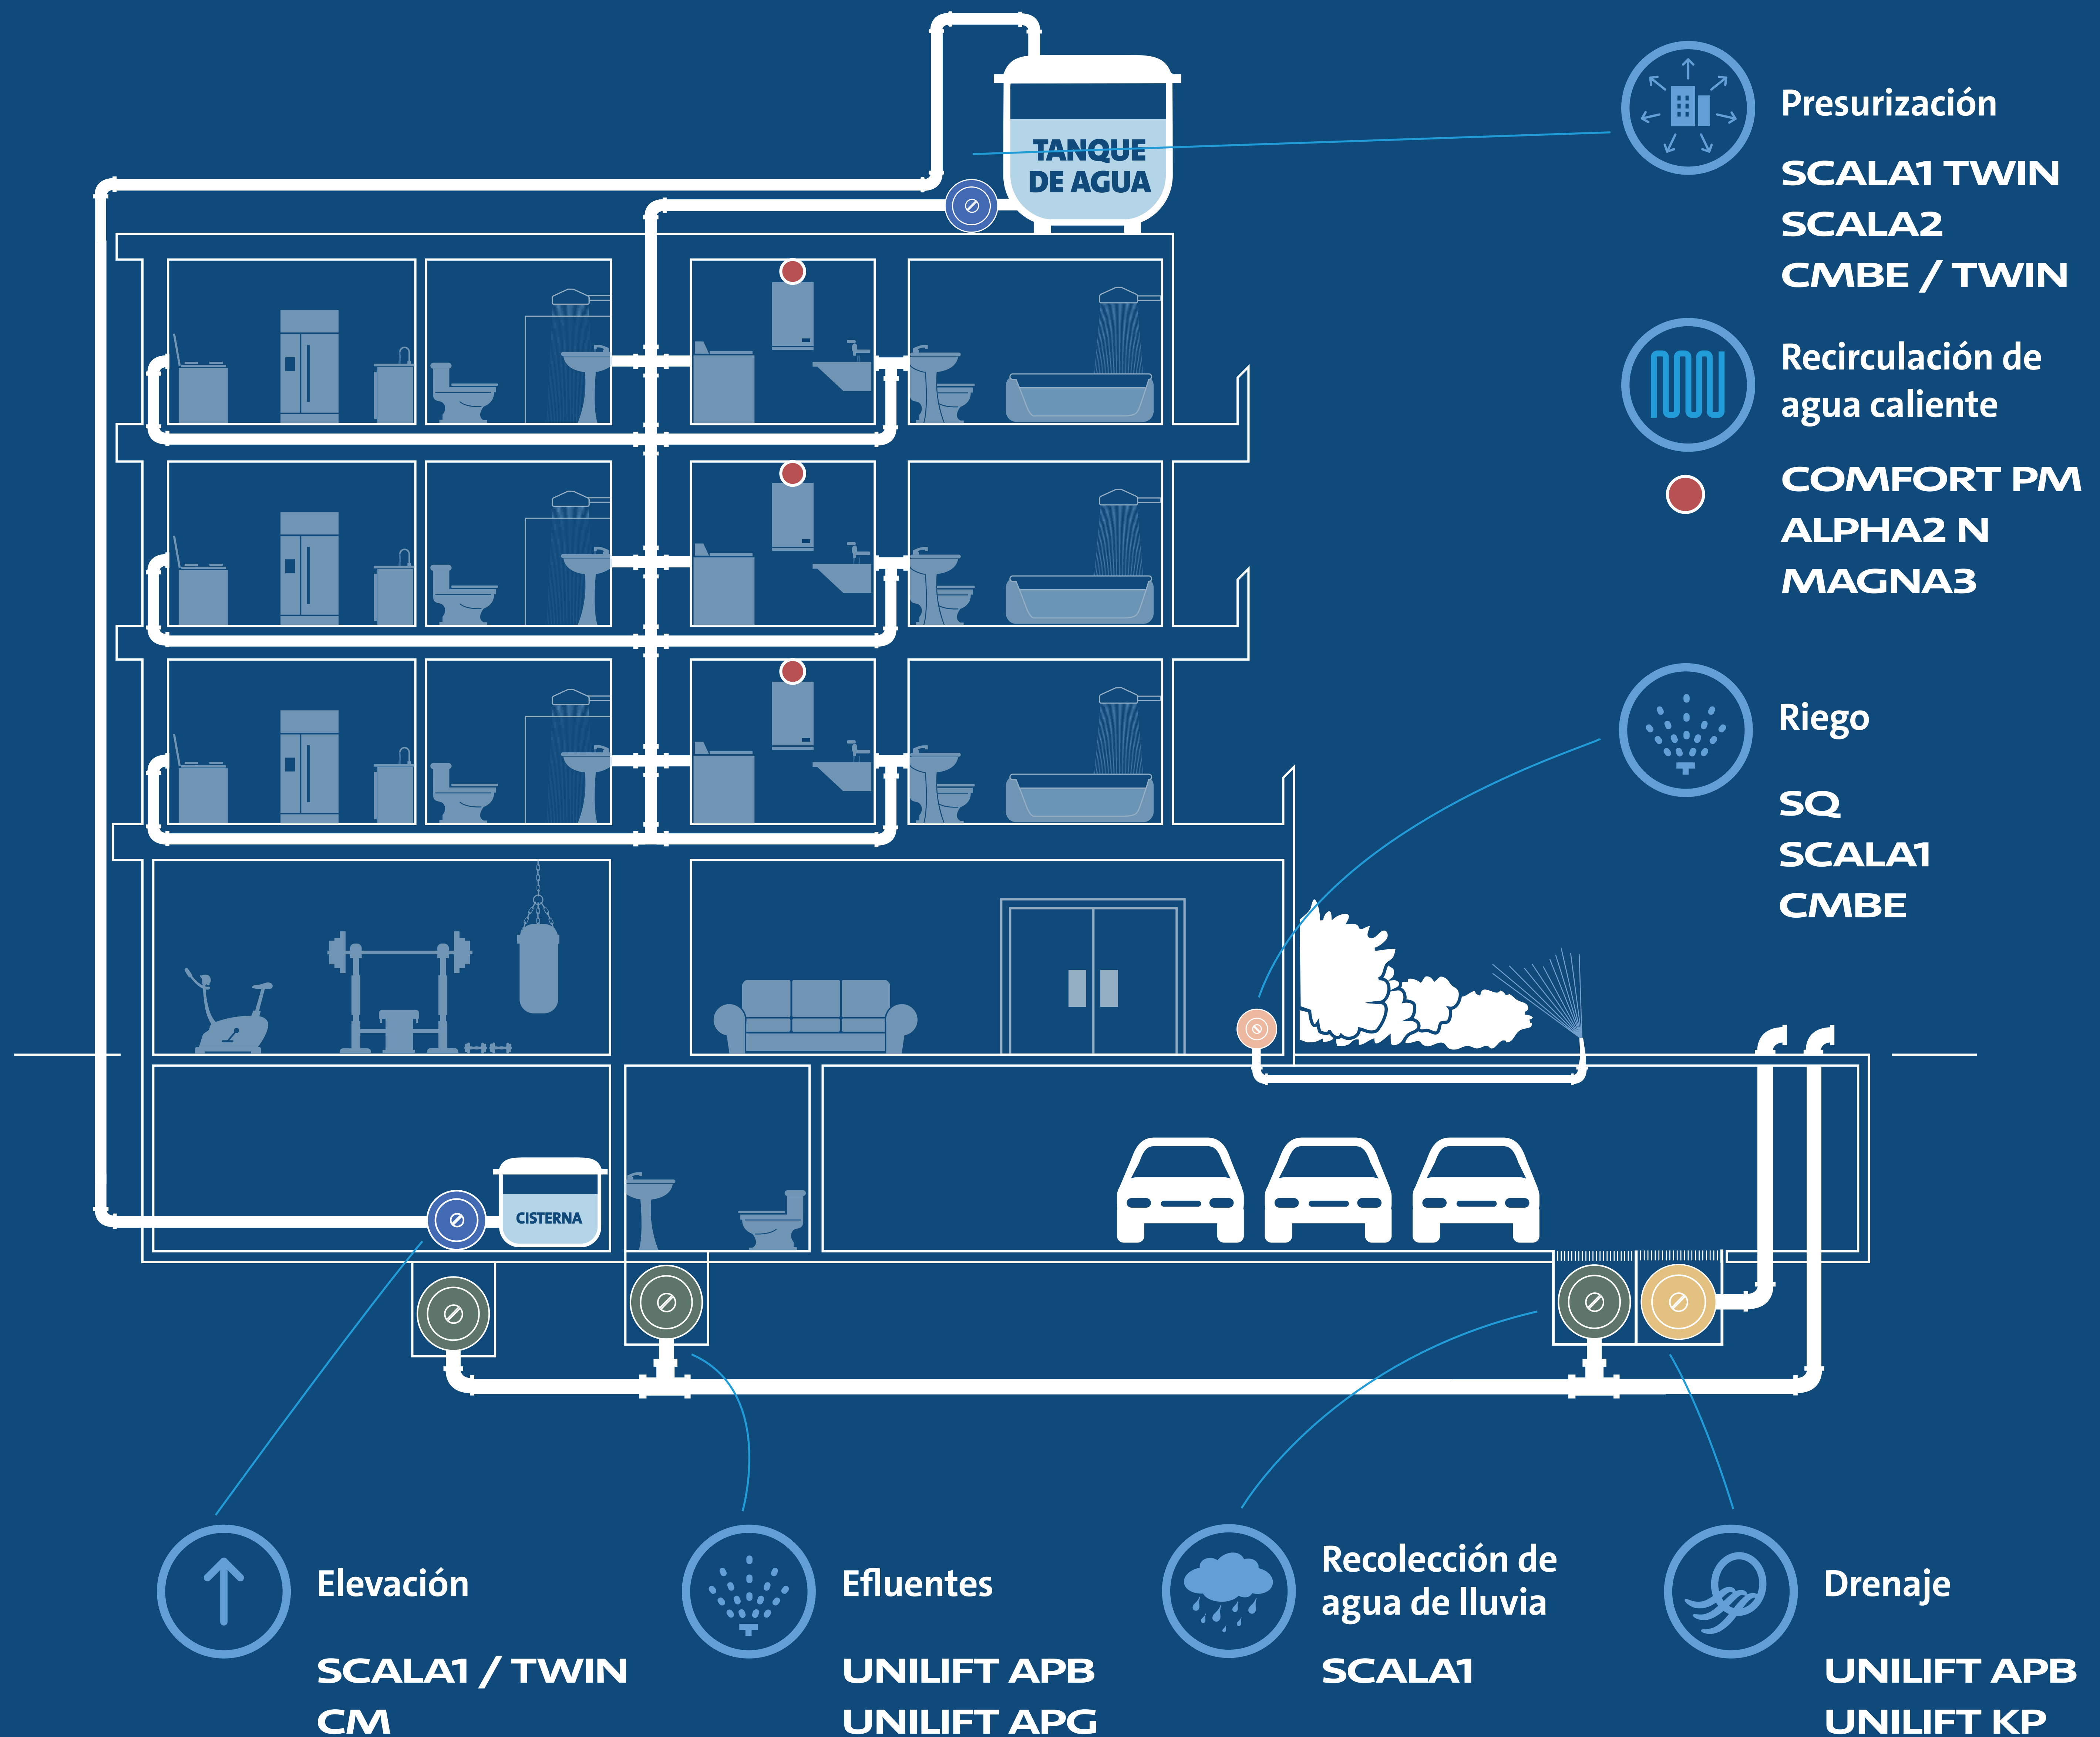 TANQUE
DE AGUA
Presurización
SCALA1 TWIN
SCALA2
CMBE / TWIN
Recirculación de
agua caliente
COMFORT PM
ALPHA2 N
MAGNA3
Riego
SQ
SCALA1
CMBE
CISTERNA
Elevación
SCALA1 / TWIN
CM
Efluentes
UNILIFT APB
UNILIFT APG
Recolección de
agua de lluvia
SCALA1
Drenaje
UNILIFT APB
UNILIFT KP